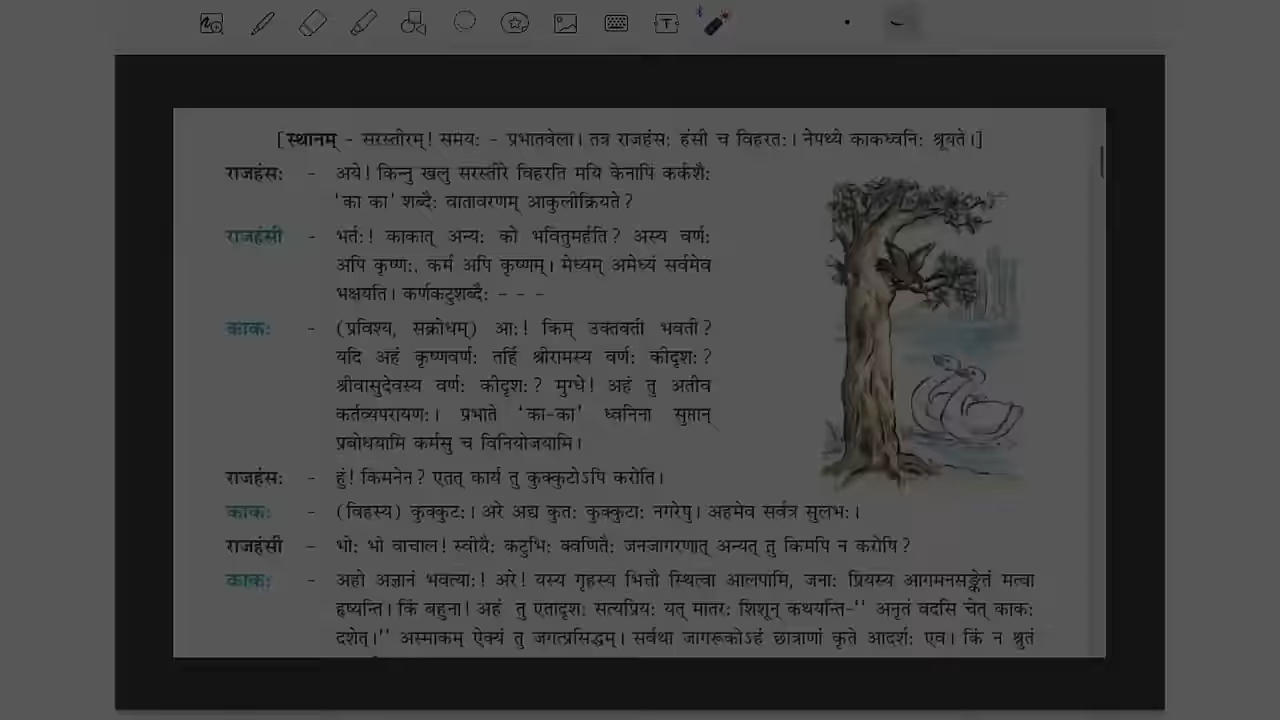 [स्थानम् - सरस्तीरम्! समयः - प्रभातवेला। तत्र राजहंसः हंसी च विहरतः। नेपथ्ये काकध्वनिः श्रूयते।]
राजहंसः - अये! किन्नु खलु सरस्तीरे विहरति मयि केनापि कर्कशैः
'का का' शब्दैः वातावरणम् आकुलीक्रियते?
राजहंसी - भर्तः! काकात् अन्यः को भवितुमर्हति? अस्य वर्णः
अपि कृष्णः, कर्म अपि कृष्णम्। मेध्यम् अमेध्यं सर्वमेव
भक्षयति। कर्णकटुशब्दैः - - -
काकः - (प्रविश्य, सक्रोधम्) आः! किम् उक्तवती भवती?
यदि अहं कृष्णवर्णः तर्हि श्रीरामस्य वर्णः कीदृशः?
श्रीवासुदेवस्य वर्णः कीदृशः? मुग्धे! अहं तु अतीव
कर्तव्यपरायणः। प्रभाते 'का-का' ध्वनिना सुप्तान्
प्रबोधयामि कर्मसु च विनियोजयामि।
राजहंसः - हुं! किमनेन? एतत् कार्यं तु कुक्कुटोऽपि करोति।
काकः - (विहस्य) कुक्कुटः। अरे अद्य कुतः कुक्कुटाः नगरेषु। अहमेव सर्वत्र सुलभः।
राजहंसी - भोः भो वाचाल! स्वीयैः कटुभिः क्वणितैः जनजागरणात् अन्यत् तु किमपि न करोषि?
काकः - अहो अज्ञानं भवत्याः! अरे! यस्य गृहस्य भित्तौ स्थित्वा आलपामि, जनाः प्रियस्य आगमनसङ्केतं मत्वा
हृष्यन्ति। किं बहुना! अहं तु एतादृशः सत्यप्रियः यत् मातरः शिशून् कथयन्ति-'' अनृतं वदसि चेत् काकः
दशेत्।'' अस्माकम् ऐक्यं तु जगत्प्रसिद्धम्। सर्वथा जागरूकोऽहं छात्राणां कृते आदर्शः एव। किं न श्रुतं